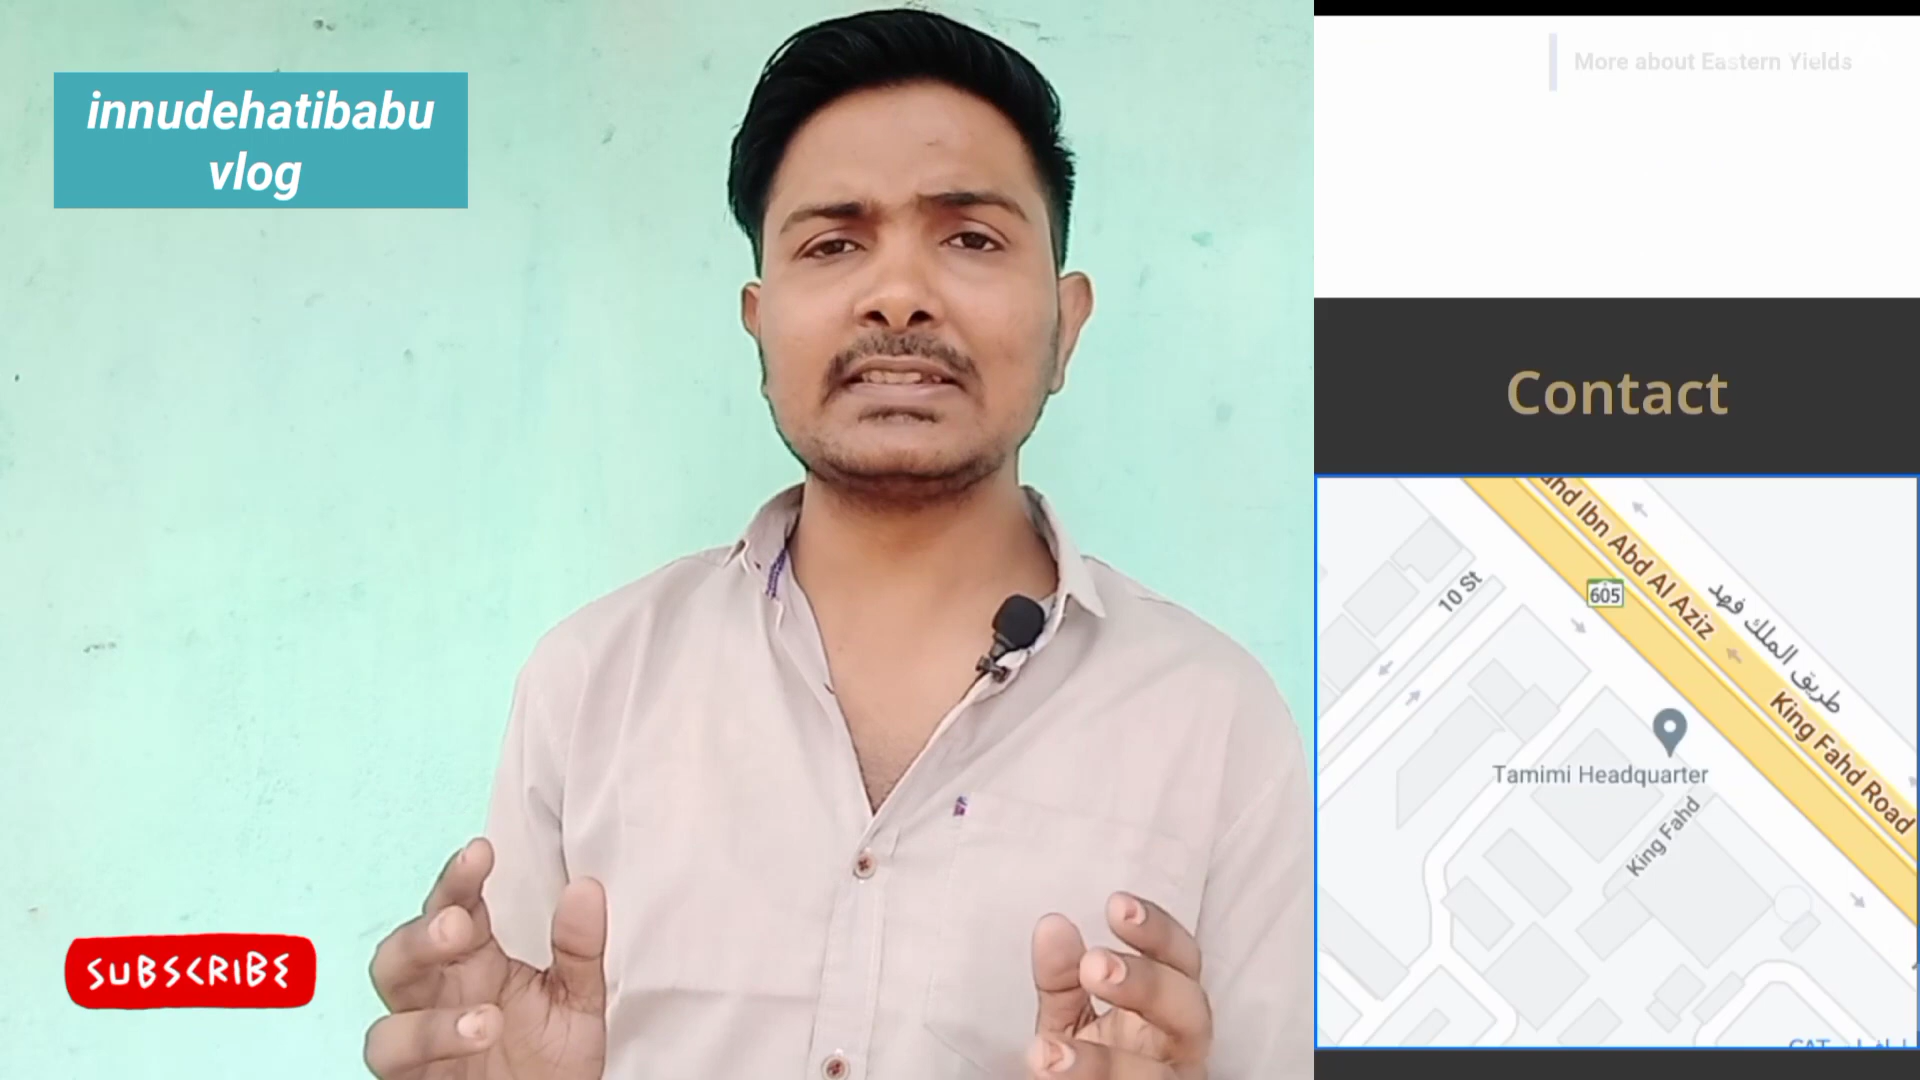 innudehatibabu
vlog
SUBSCRIBE
More about Eastern Yields
Contact
ahd Ibn Abd Al Aziz
605
طريق الملك فهد
10 St
King Fahd Road
Tamimi Headquarter
King Fahd